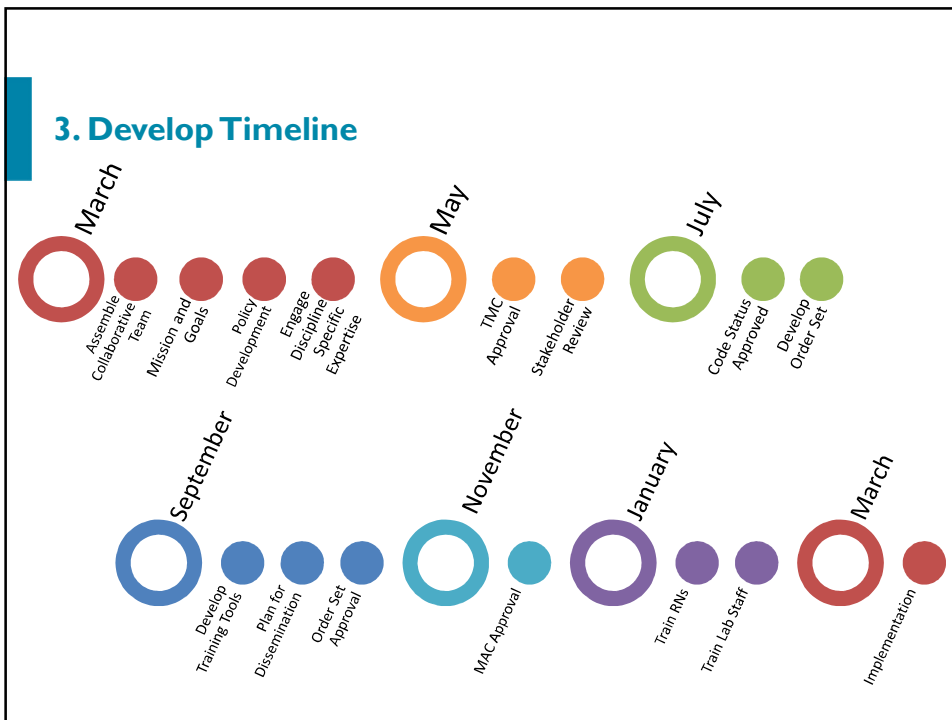 3. Develop Timeline
March
Assemble
Collaborative
Team
Mission and
Goals
Policy
Development
Engage
Discipline
Specific
Expertise
May
TMC
Approval
Stakeholder
Review
July
Code Status
Approved
Develop
Order Set
September
Develop
Training Tools
Plan for
Dissemination
Order Set
Approval
November
MAC Approval
January
Train RNs
Train Lab Staff
March
Implementation